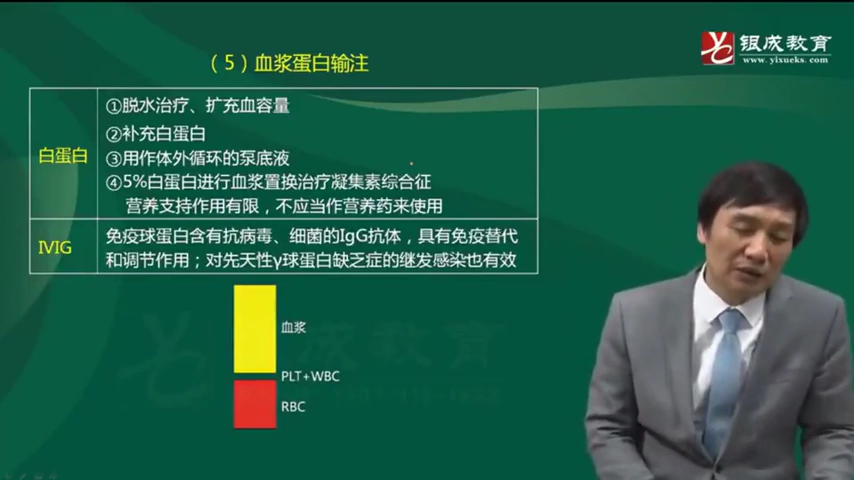 （5）血浆蛋白输注
银成教育
www.yixueks.com
白蛋白
①脱水治疗、扩充血容量
②补充白蛋白
③用作体外循环的泵底液
④5%白蛋白进行血浆置换治疗凝集素综合征
营养支持作用有限，不应当作营养药来使用
IVIG
免疫球蛋白含有抗病毒、细菌的IgG抗体，具有免疫替代
和调节作用；对先天性γ球蛋白缺乏症的继发感染也有效
血浆
PLT+WBC
RBC
成教育